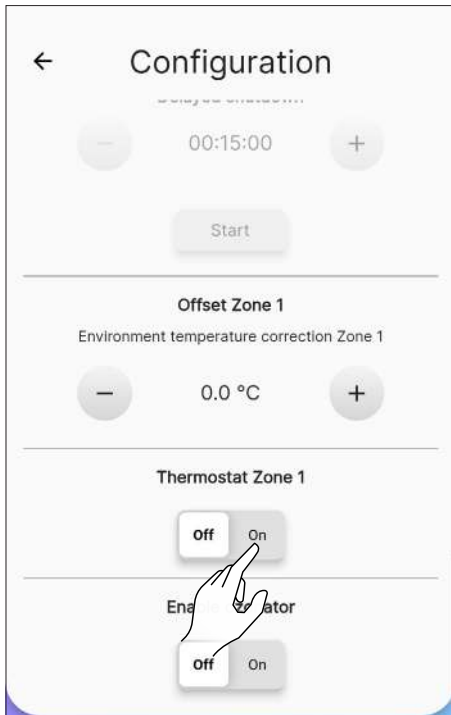 Configuration
00:15:00
Start
Offset Zone 1
Environment temperature correction Zone 1
0.0 °C
Thermostat Zone 1
Off On
Off On